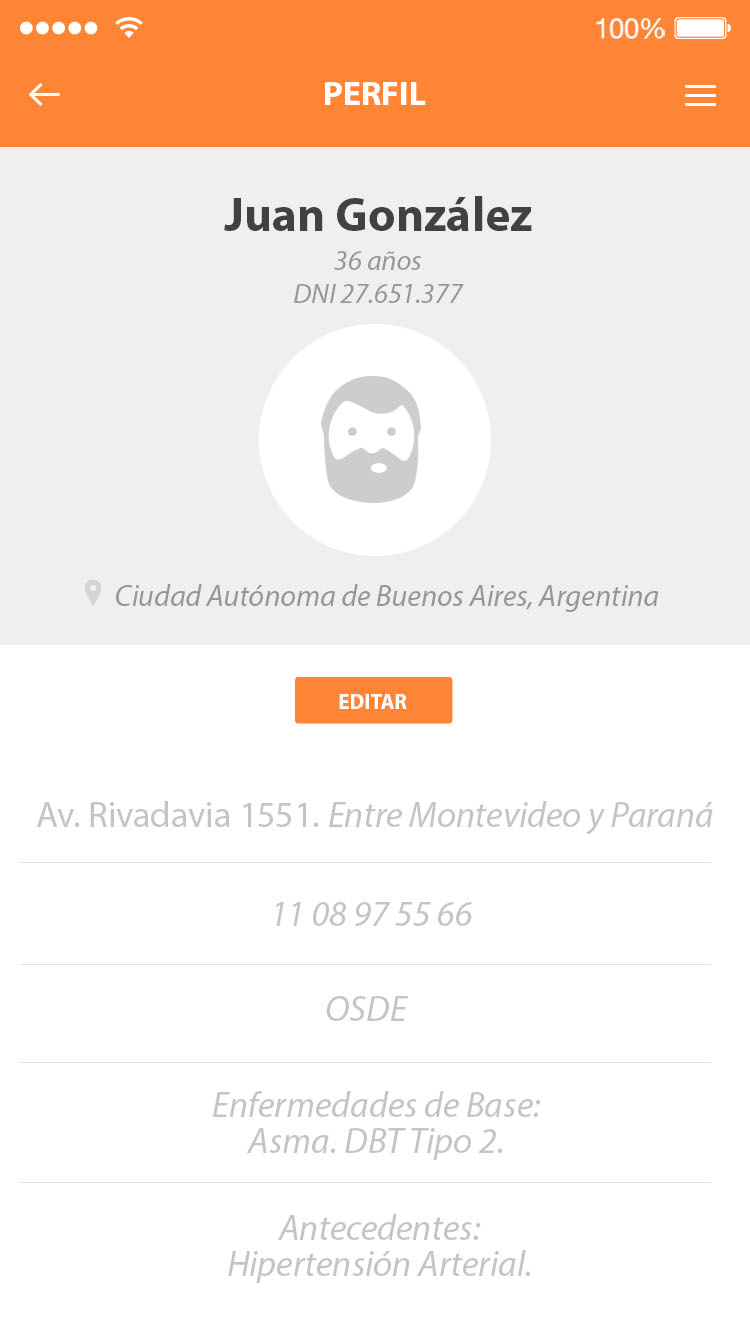 100%
PERFIL
Juan González
36 años
DNI 27.651.377
Ciudad Autónoma de Buenos Aires, Argentina
EDITAR
Av. Rivadavia 1551. Entre Montevideo y Paraná
11 08 97 55 66
OSDE
Enfermedades de Base:
Asma. DBT Tipo 2.
Antecedentes:
Hipertensión Arterial.